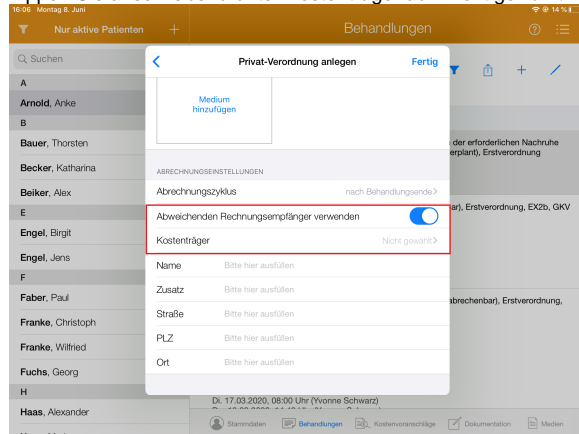 16:06 Montag 8. Juni
14 %
Nur aktive Patienten
Behandlungen
Suchen
A
Arnold, Anke
B
Bauer, Thorsten
Becker, Katharina
Beiker, Alex
E
Engel, Birgit
Engel, Jens
F
Faber, Paul
Franke, Christoph
Franke, Wilfried
Fuchs, Georg
H
Haas, Alexander
Privat-Verordnung anlegen
Fertig
Medium
hinzufügen
ABRECHNUNGSEINSTELLUNGEN
Abrechnungszyklus nach Behandlungsende
Abweichenden Rechnungsempfänger verwenden
Kostenträger Nicht gewählt
Name Bitte hier ausfüllen
Zusatz Bitte hier ausfüllen
Straße Bitte hier ausfüllen
PLZ Bitte hier ausfüllen
Ort Bitte hier ausfüllen
der erforderlichen Nachruhe
erplant), Erstverordnung
ar), Erstverordnung, EX2b, GKV
abrechenbar), Erstverordnung,
Di. 17.03.2020, 08:00 Uhr (Yvonne Schwarz)
Stammdaten
Behandlungen
Kostenvoranschläge
Dokumentation
Medien